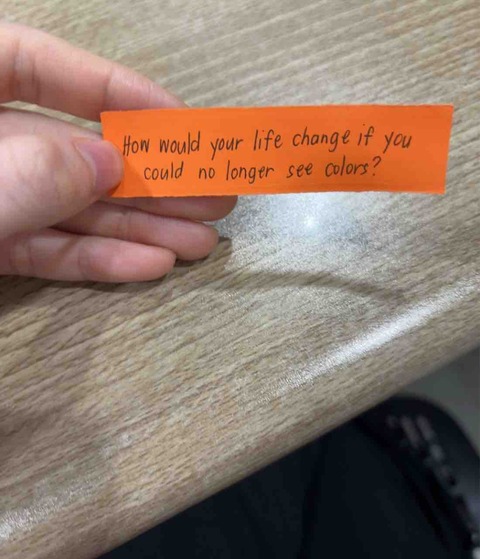 How would your life change if you
could no longer see colors?